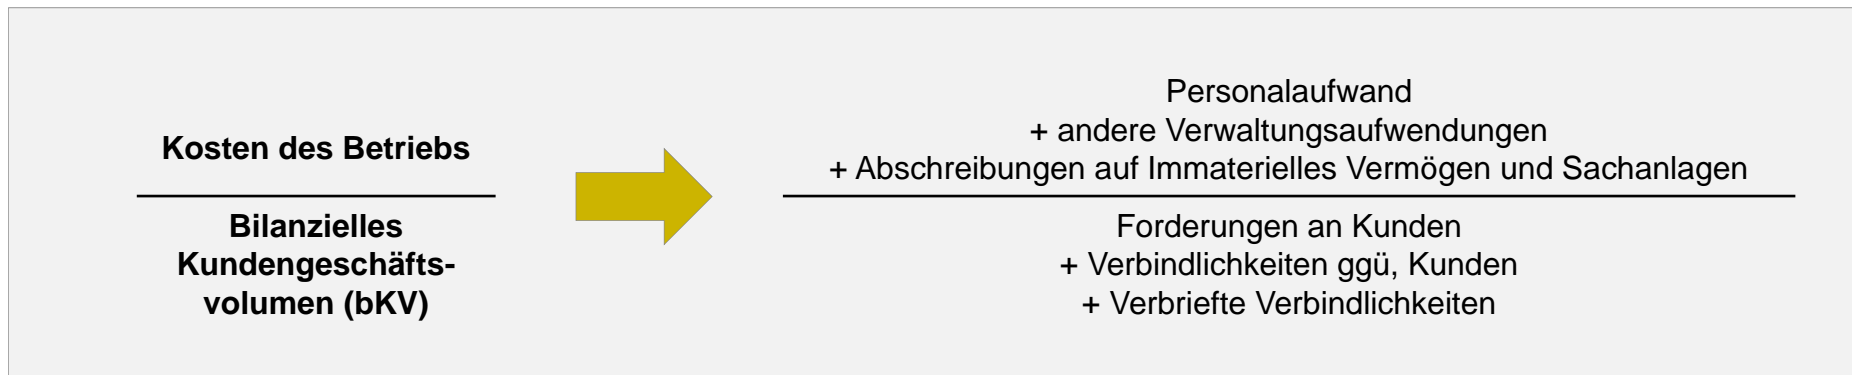 Kosten des Betriebs
Bilanzielles
Kundengeschäfts-
volumen (bKV)
Personalaufwand
+ andere Verwaltungsaufwendungen
+ Abschreibungen auf Immaterielles Vermögen und Sachanlagen
Forderungen an Kunden
+ Verbindlichkeiten ggü, Kunden
+ Verbriefte Verbindlichkeiten